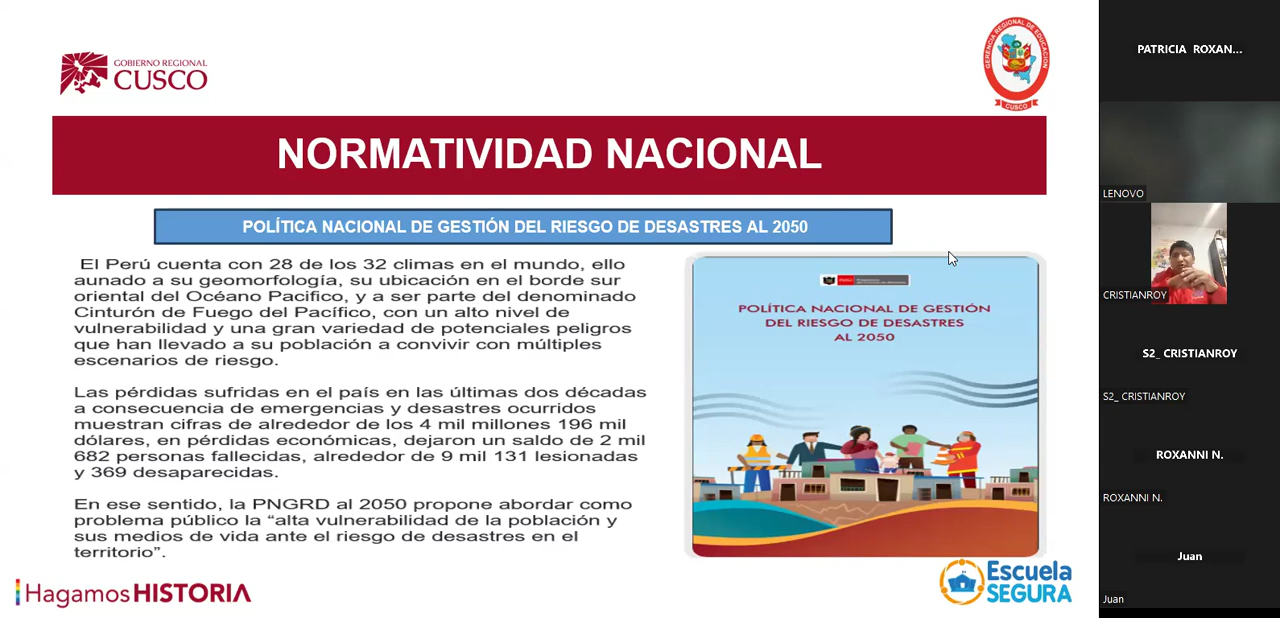 GOBIERNO REGIONAL
CUSCO
GERENCIA REGIONAL DE EDUCACIÓN
CUSCO
NORMATIVIDAD NACIONAL
POLÍTICA NACIONAL DE GESTIÓN DEL RIESGO DE DESASTRES AL 2050
El Perú cuenta con 28 de los 32 climas en el mundo, ello
aunado a su geomorfología, su ubicación en el borde sur
oriental del Océano Pacifico, y a ser parte del denominado
Cinturón de Fuego del Pacífico, con un alto nivel de
vulnerabilidad y una gran variedad de potenciales peligros
que han llevado a su población a convivir con múltiples
escenarios de riesgo.
Las pérdidas sufridas en el país en las últimas dos décadas
a consecuencia de emergencias y desastres ocurridos
muestran cifras de alrededor de los 4 mil millones 196 mil
dólares, en pérdidas económicas, dejaron un saldo de 2 mil
682 personas fallecidas, alrededor de 9 mil 131 lesionadas
y 369 desaparecidas.
En ese sentido, la PNGRD al 2050 propone abordar como
problema público la “alta vulnerabilidad de la población y
sus medios de vida ante el riesgo de desastres en el
territorio”.
POLÍTICA NACIONAL DE GESTIÓN
DEL RIESGO DE DESASTRES
AL 2050
HagamosHISTORIA
Escuela
SEGURA
PATRICIA ROXAN...
LENOVO
CRISTIANROY
S2_ CRISTIANROY
S2_ CRISTIANROY
ROXANNI N.
ROXANNI N.
Juan
Juan